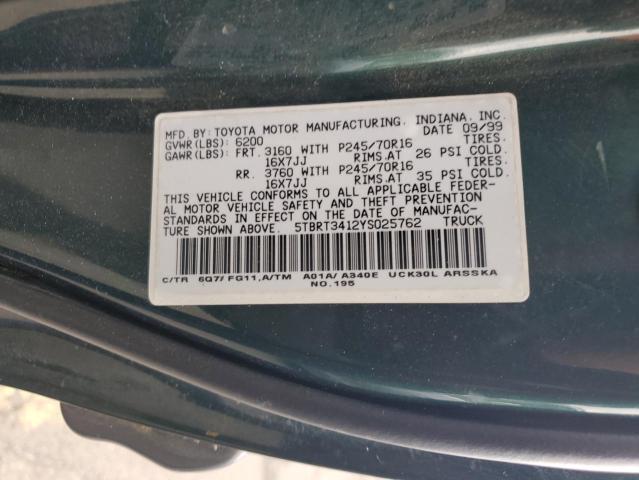 MFD. BY: TOYOTA MOTOR MANUFACTURING, INDIANA, INC.
GVWR(LBS): 6200 DATE 09/99
GAWR(LBS): FRT. 3160 WITH P245/70R16 TIRES.
16X7JJ RIMS.AT 26 PSI COLD.
RR. 3760 WITH P245/70R16 TIRES.
16X7JJ RIMS.AT 35 PSI COLD.
THIS VEHICLE CONFORMS TO ALL APPLICABLE FEDER-
AL MOTOR VEHICLE SAFETY AND THEFT PREVENTION
STANDARDS IN EFFECT ON THE DATE OF MANUFAC-
TURE SHOWN ABOVE. 5TBRT3412YS025762 TRUCK
C/TR 6Q7/ FG11,A/TM A01A/ A340E UCK30L ARSSKA
NO.195